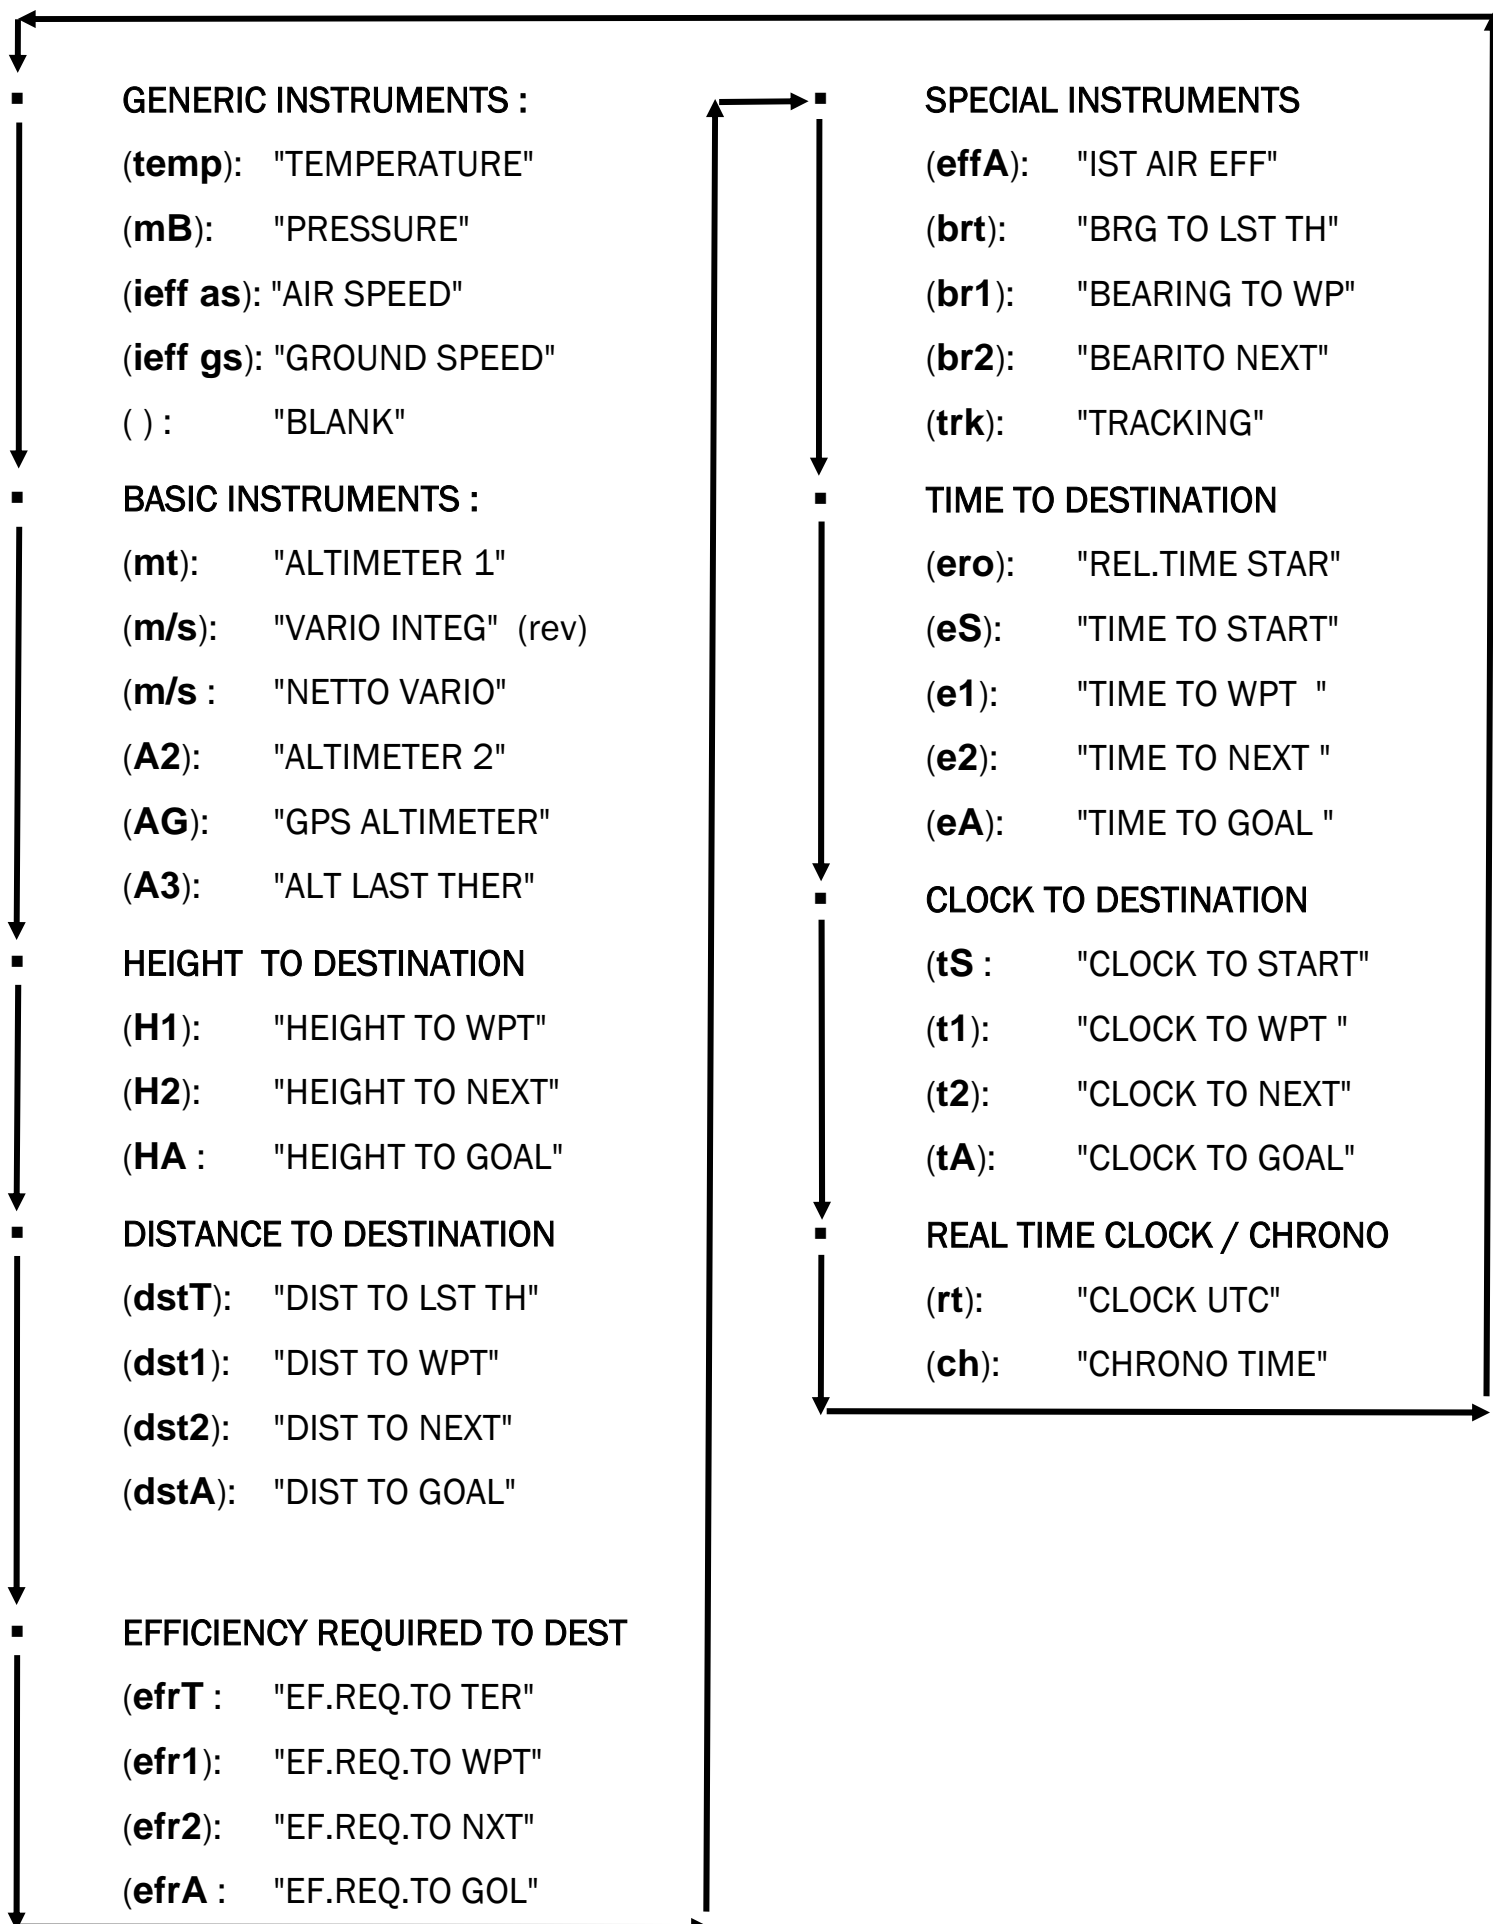 ▪ GENERIC INSTRUMENTS :
(temp): "TEMPERATURE"
(mB): "PRESSURE"
(ieff as): "AIR SPEED"
(ieff gs): "GROUND SPEED"
( ) : "BLANK"
▪ BASIC INSTRUMENTS :
(mt): "ALTIMETER 1"
(m/s): "VARIO INTEG" (rev)
(m/s : "NETTO VARIO"
(A2): "ALTIMETER 2"
(AG): "GPS ALTIMETER"
(A3): "ALT LAST THER"
▪ HEIGHT TO DESTINATION
(H1): "HEIGHT TO WPT"
(H2): "HEIGHT TO NEXT"
(HA : "HEIGHT TO GOAL"
▪ DISTANCE TO DESTINATION
(dstT): "DIST TO LST TH"
(dst1): "DIST TO WPT"
(dst2): "DIST TO NEXT"
(dstA): "DIST TO GOAL"
▪ EFFICIENCY REQUIRED TO DEST
(efrT : "EF.REQ.TO TER"
(efr1): "EF.REQ.TO WPT"
(efr2): "EF.REQ.TO NXT"
(efrA : "EF.REQ.TO GOL"
▪ SPECIAL INSTRUMENTS
(effA): "IST AIR EFF"
(brt): "BRG TO LST TH"
(br1): "BEARING TO WP"
(br2): "BEARITO NEXT"
(trk): "TRACKING"
▪ TIME TO DESTINATION
(ero): "REL.TIME STAR"
(eS): "TIME TO START"
(e1): "TIME TO WPT "
(e2): "TIME TO NEXT "
(eA): "TIME TO GOAL "
▪ CLOCK TO DESTINATION
(tS : "CLOCK TO START"
(t1): "CLOCK TO WPT "
(t2): "CLOCK TO NEXT"
(tA): "CLOCK TO GOAL"
▪ REAL TIME CLOCK / CHRONO
(rt): "CLOCK UTC"
(ch): "CHRONO TIME"